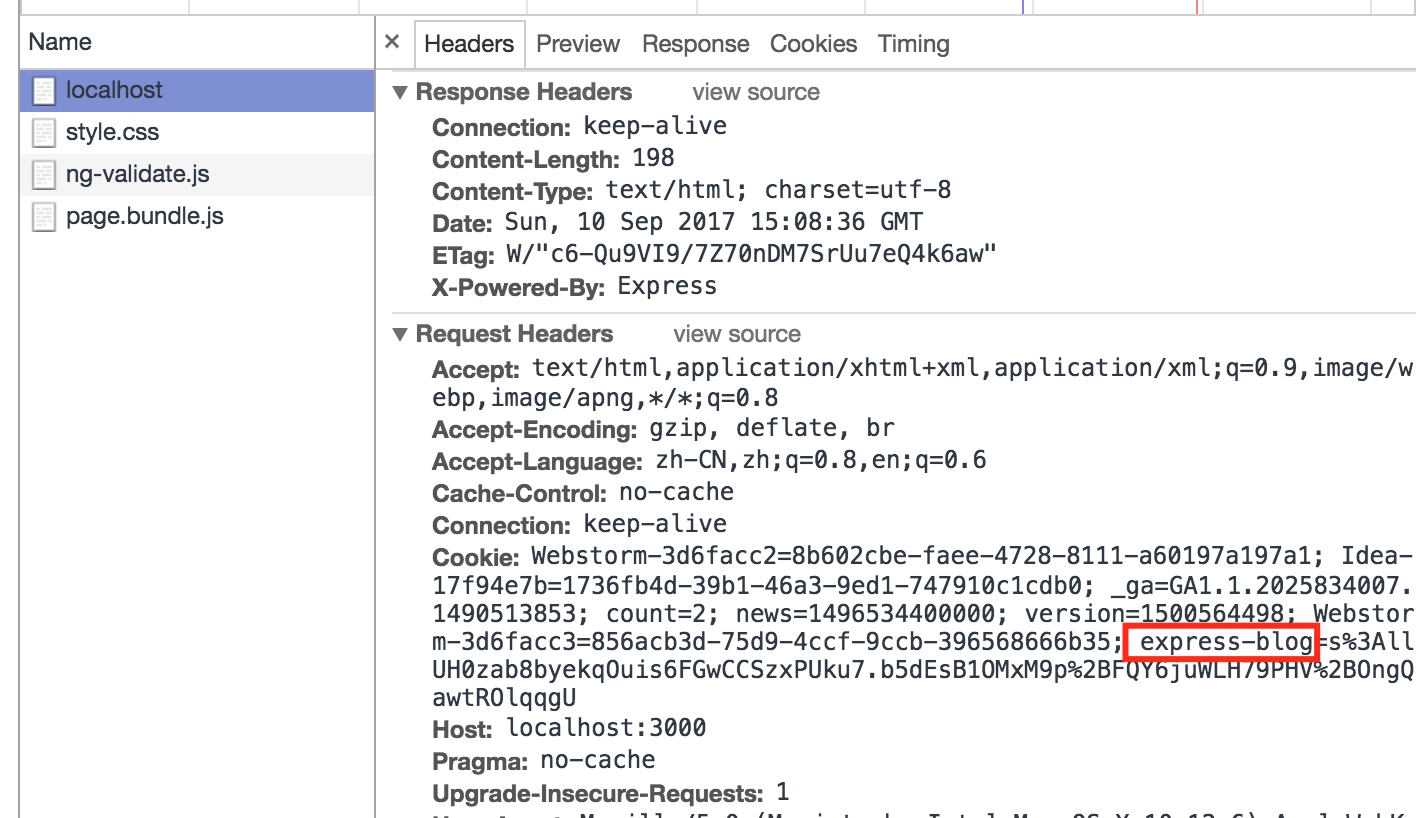 Name
× Headers Preview Response Cookies Timing
localhost
style.css
ng-validate.js
page.bundle.js
▼ Response Headers view source
Connection: keep-alive
Content-Length: 198
Content-Type: text/html; charset=utf-8
Date: Sun, 10 Sep 2017 15:08:36 GMT
ETag: W/"c6-Qu9VI9/7Z70nDM7SrUu7eQ4k6aw"
X-Powered-By: Express
▼ Request Headers view source
Accept: text/html,application/xhtml+xml,application/xml;q=0.9,image/w
ebp,image/apng,*/*;q=0.8
Accept-Encoding: gzip, deflate, br
Accept-Language: zh-CN,zh;q=0.8,en;q=0.6
Cache-Control: no-cache
Connection: keep-alive
Cookie: Webstorm-3d6facc2=8b602cbe-faee-4728-8111-a60197a197a1; Idea-
17f94e7b=1736fb4d-39b1-46a3-9ed1-747910c1cdb0; _ga=GA1.1.2025834007.
1490513853; count=2; news=1496534400000; version=1500564498; Webstor
m-3d6facc3=856acb3d-75d9-4ccf-9ccb-396568666b35; express-blog=s%3All
UH0zab8byekqOuis6FGwCCSzxPUku7.b5dEsB1OMxM9p%2BFQY6juWLH79PHV%2BOngQ
awtROlqqgU
Host: localhost:3000
Pragma: no-cache
Upgrade-Insecure-Requests: 1